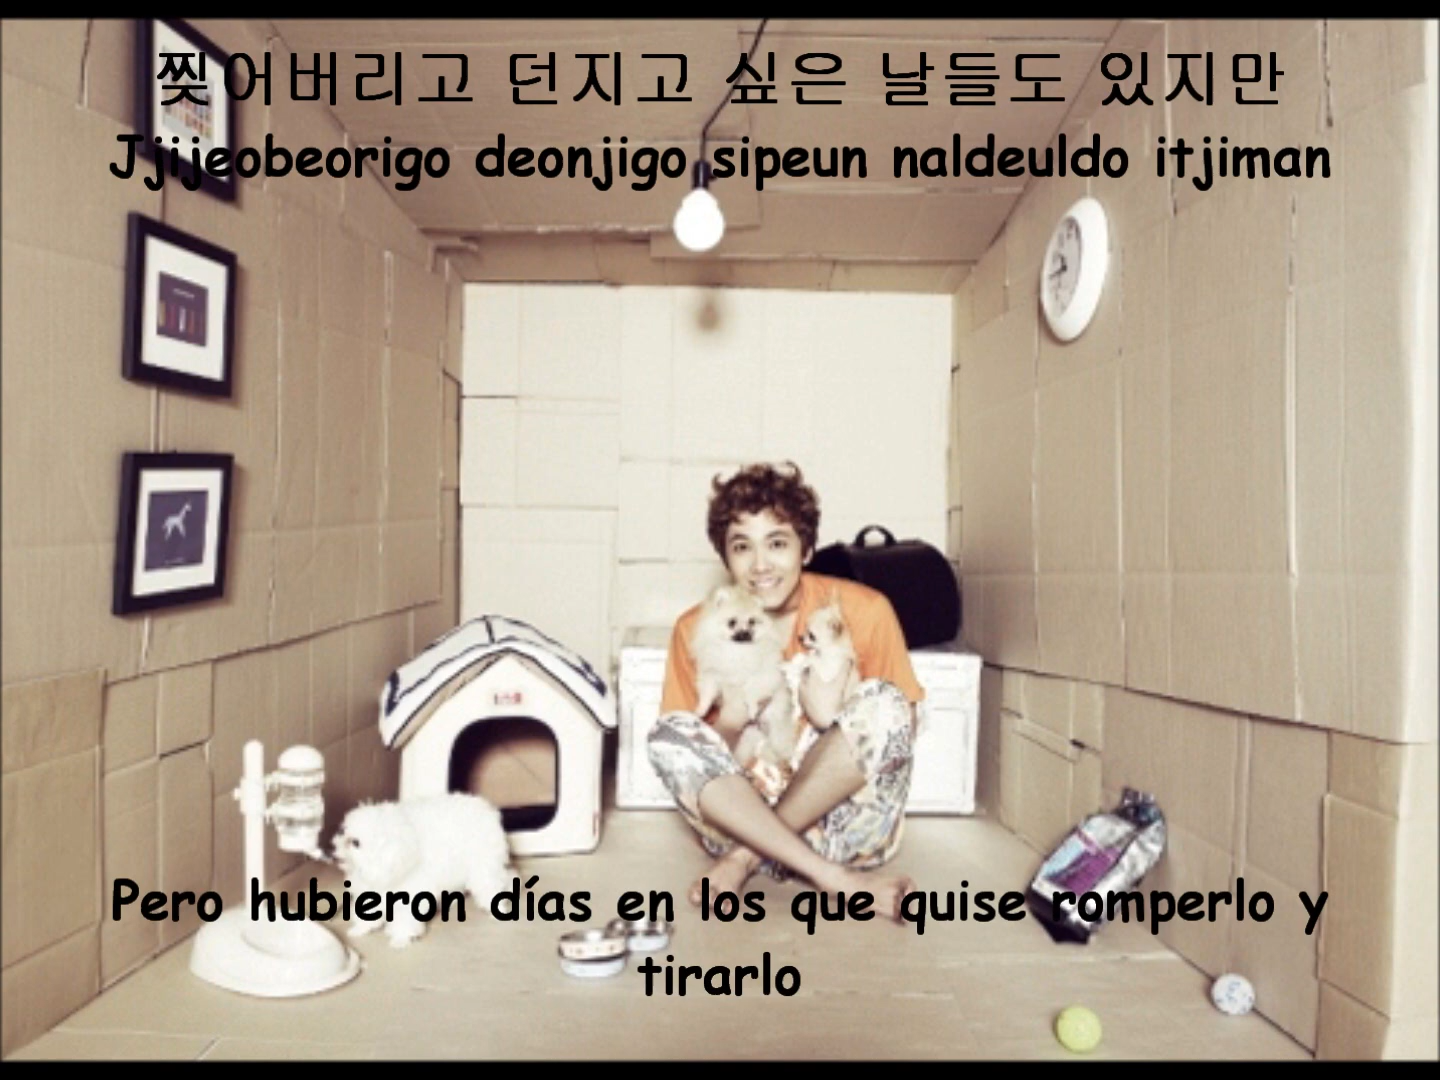 찢어버리고 던지고 싶은 날들도 있지만
Jjijeobeorigo deonjigo sipeun naldeuldo itjiman
Pero hubieron días en los que quise romperlo y
tirarlo